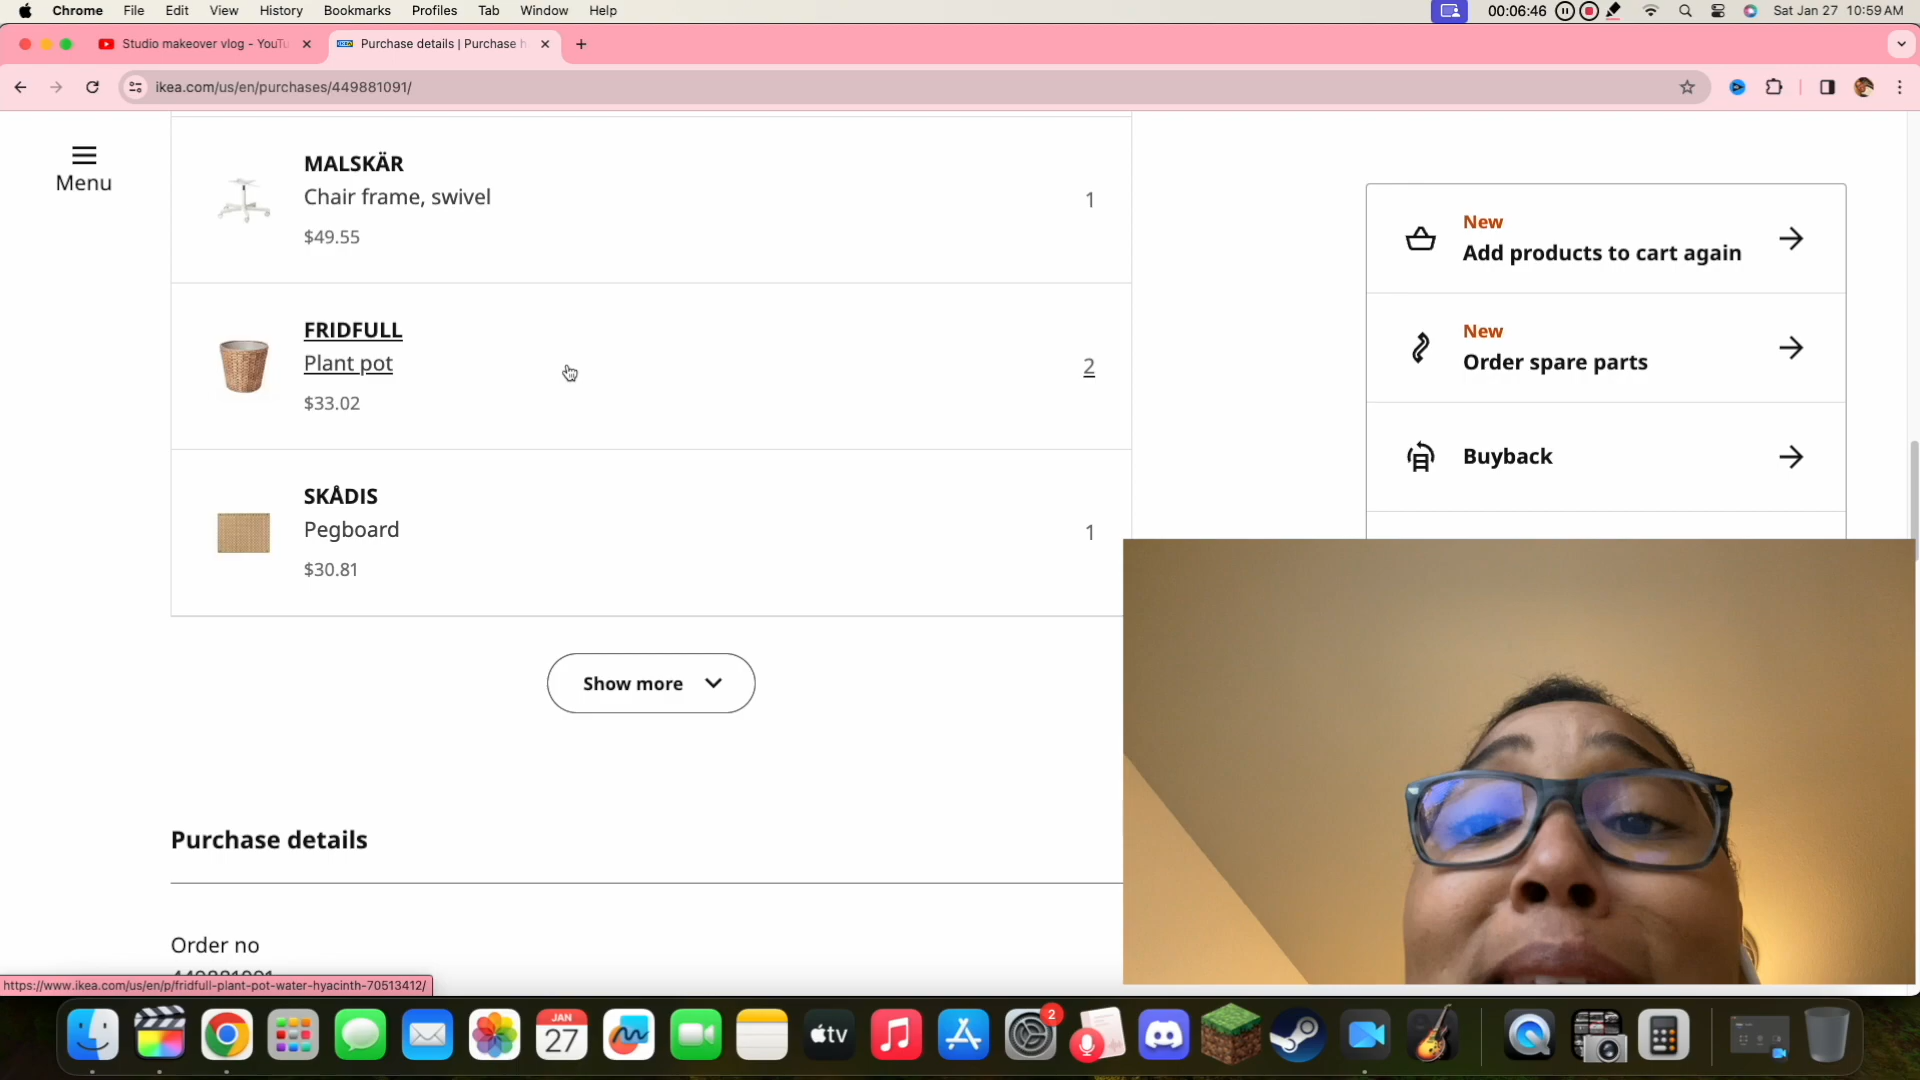 Chrome File Edit View History Bookmarks Profiles Tab Window Help 00:06:46 Sat Jan 27 10:59 AM
Studio makeover vlog - YouTu Purchase details | Purchase h
ikea.com/us/en/purchases/449881091/
Menu
MALSKÄR
Chair frame, swivel
1
$49.55
FRIDFULL
Plant pot
2
$33.02
SKÅDIS
Pegboard
1
$30.81
Show more
New
Add products to cart again
New
Order spare parts
Buyback
Purchase details
Order no
449881091
https://www.ikea.com/us/en/p/fridfull-plant-pot-water-hyacinth-70513412/
JAN
27
tv
2